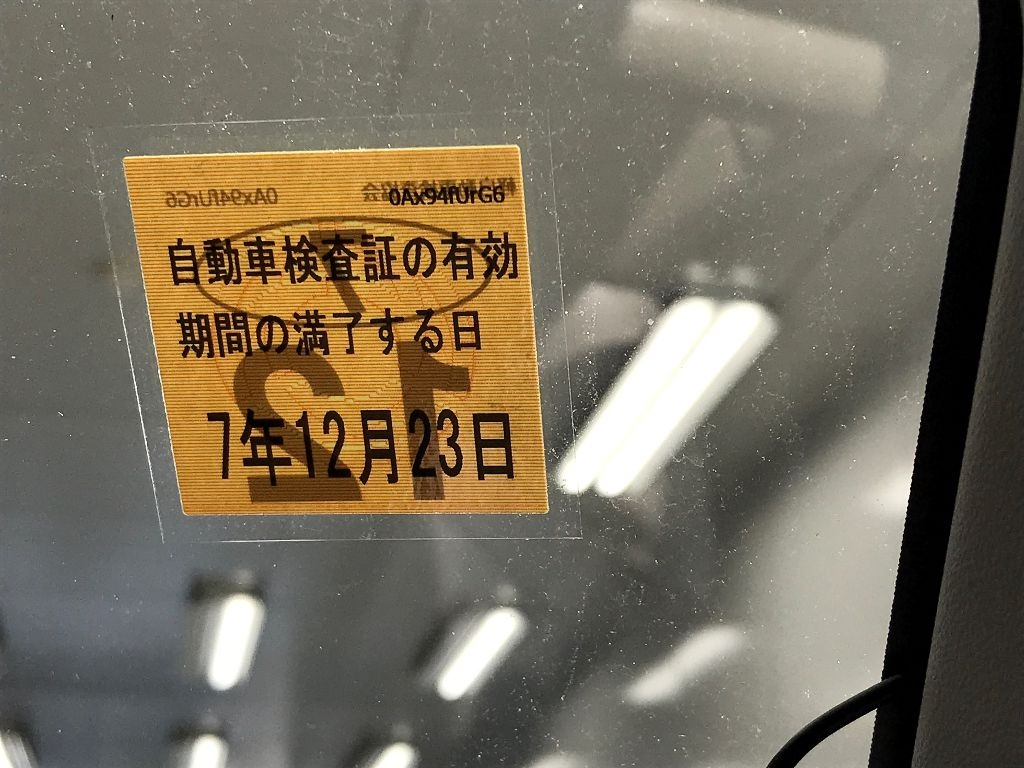 0Ax94fUrG6
自動車検査証の有効
期間の満了する日
7年12月23日